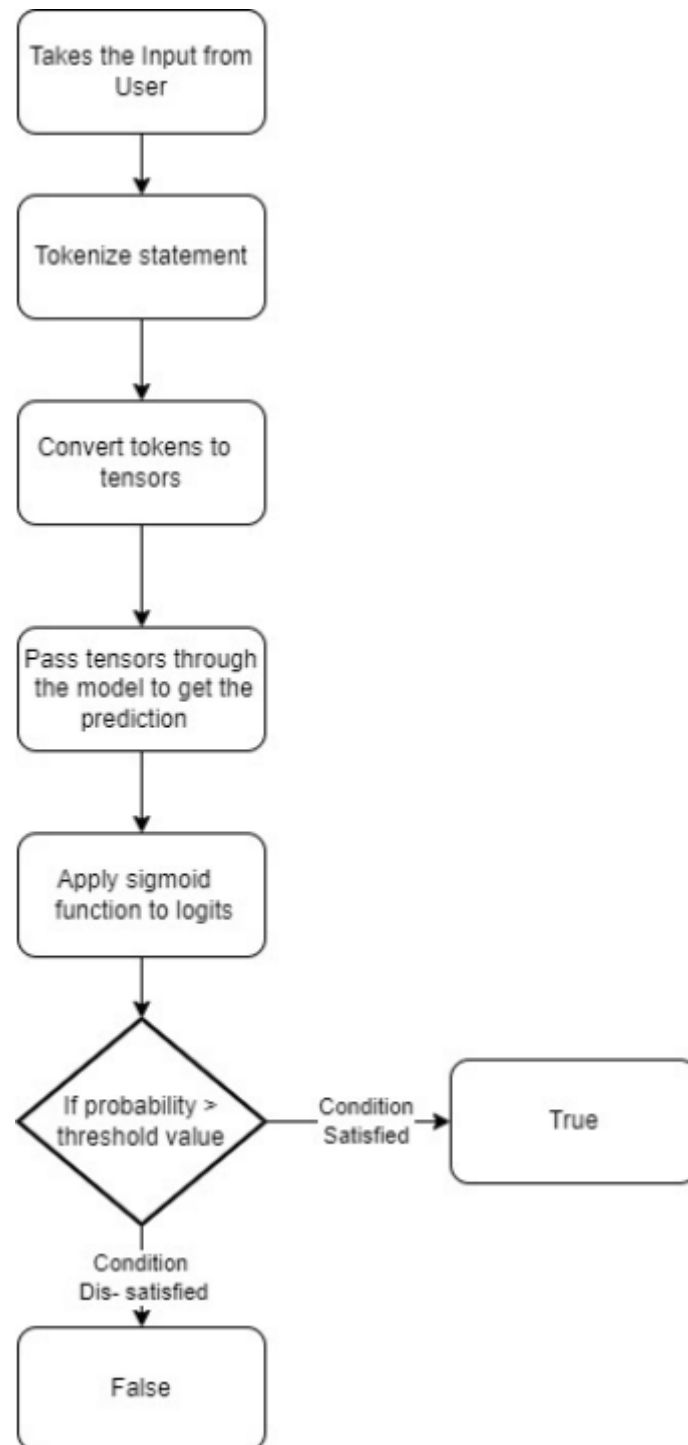 Takes the Input from
User
Tokenize statement
Convert tokens to
tensors
Pass tensors through
the model to get the
prediction
Apply sigmoid
function to logits
If probability >
threshold value
Condition
Satisfied
True
Condition
Dis- satisfied
False